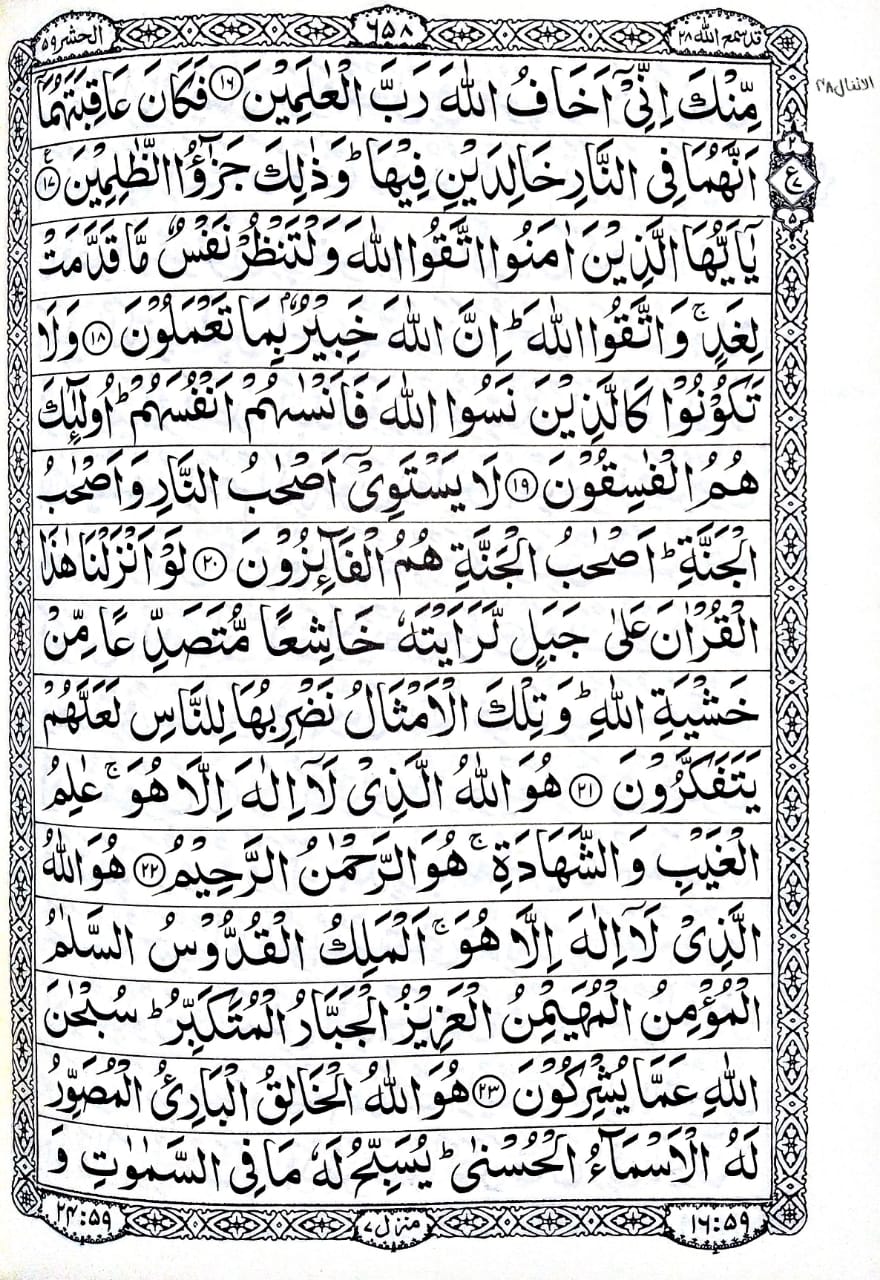 قد سمع الله ٢٨ ٦٥٨ الحشر ٥٩
الانفال ٤٨
مِنْكَ اِنِّیْۤ اَخَافُ اللّٰهَ رَبَّ الْعٰلَمِیْنَ ﴿۱۶﴾ فَكَانَ عَاقِبَتَهُمَاۤ
اَنَّهُمَا فِی النَّارِ خَالِدَیْنِ فِیْهَا ؕ وَ ذٰلِكَ جَزٰٓؤُا الظّٰلِمِیْنَ ﴿۱۷﴾ ع
٢
ع
٥
یٰۤاَیُّهَا الَّذِیْنَ اٰمَنُوا اتَّقُوا اللّٰهَ وَ لْتَنْظُرْ نَفْسٌ مَّا قَدَّمَتْ
لِغَدٍ ۚ وَ اتَّقُوا اللّٰهَ ؕ اِنَّ اللّٰهَ خَبِیْرٌۢ بِمَا تَعْمَلُوْنَ ﴿۱۸﴾ وَ لَا
تَكُوْنُوْا كَالَّذِیْنَ نَسُوا اللّٰهَ فَاَنْسٰىهُمْ اَنْفُسَهُمْ ؕ اُولٰٓىِٕكَ
هُمُ الْفٰسِقُوْنَ ﴿۱۹﴾ لَا یَسْتَوِیْۤ اَصْحٰبُ النَّارِ وَ اَصْحٰبُ
الْجَنَّةِ ؕ اَصْحٰبُ الْجَنَّةِ هُمُ الْفَآىِٕزُوْنَ ﴿۲۰﴾ لَوْ اَنْزَلْنَا هٰذَا
الْقُرْاٰنَ عَلٰی جَبَلٍ لَّرَاَیْتَهٗ خَاشِعًا مُّتَصَدِّعًا مِّنْ
خَشْیَةِ اللّٰهِ ؕ وَ تِلْكَ الْاَمْثَالُ نَضْرِبُهَا لِلنَّاسِ لَعَلَّهُمْ
یَتَفَكَّرُوْنَ ﴿۲۱﴾ هُوَ اللّٰهُ الَّذِیْ لَاۤ اِلٰهَ اِلَّا هُوَ ۚ عٰلِمُ
الْغَیْبِ وَ الشَّهَادَةِ ۚ هُوَ الرَّحْمٰنُ الرَّحِیْمُ ﴿۲۲﴾ هُوَ اللّٰهُ
الَّذِیْ لَاۤ اِلٰهَ اِلَّا هُوَ ۚ اَلْمَلِكُ الْقُدُّوْسُ السَّلٰمُ
الْمُؤْمِنُ الْمُهَیْمِنُ الْعَزِیْزُ الْجَبَّارُ الْمُتَكَبِّرُ ؕ سُبْحٰنَ
اللّٰهِ عَمَّا یُشْرِكُوْنَ ﴿۲۳﴾ هُوَ اللّٰهُ الْخَالِقُ الْبَارِئُ الْمُصَوِّرُ
لَهُ الْاَسْمَآءُ الْحُسْنٰی ؕ یُسَبِّحُ لَهٗ مَا فِی السَّمٰوٰتِ وَ
١٦:٥٩ منزل ٧ ٢٤:٥٩